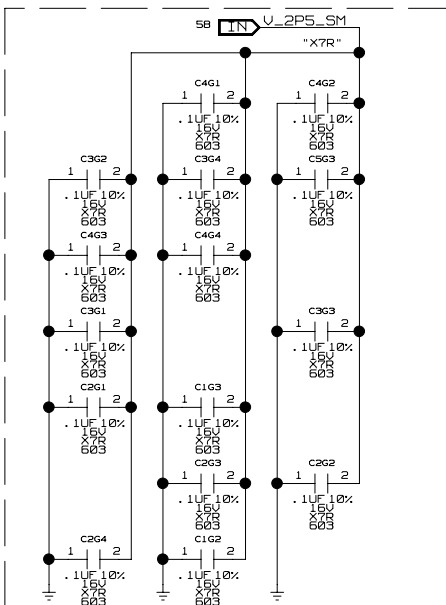 5B IN V_2P5_SM
"X7R"
C4G1 C4G2
1 2 1 2
.1UF 10% .1UF 10%
C3G2 16V C3G4 16V C5G3
X7R X7R
603 603
1 2 1 2 1 2
.1UF 10% .1UF 10% .1UF 10%
16V 16V 16V
X7R X7R X7R
603 603 603
C4G3 C4G4
1 2 1 2
.1UF 10% .1UF 10%
16V 16V
X7R X7R
603 603
C3G1 C3G3
1 2 1 2
.1UF 10% .1UF 10%
16V 16V
X7R X7R
603 603
C2G1 C1G3
1 2 1 2
.1UF 10% .1UF 10%
16V 16V
X7R X7R
603 603
C2G3 C2G2
1 2 1 2
.1UF 10% .1UF 10%
16V 16V
X7R X7R
603 603
C2G4 C1G2
1 2 1 2
.1UF 10% .1UF 10%
16V 16V
X7R X7R
603 603